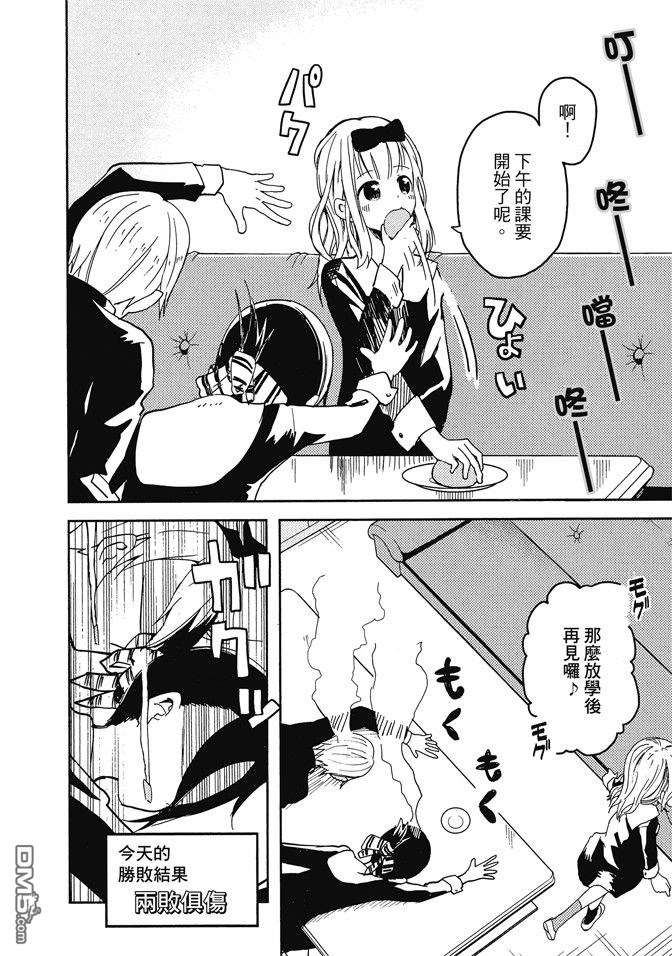 叮——
咚——
噹——
咚——
啊！
下午的課要
開始了呢。
パク
ひょい
ガクッ
モグ
那麼放學後
再見囉♪
モグ
もく
もく
今天的
勝敗結果
兩敗俱傷
DM5.com